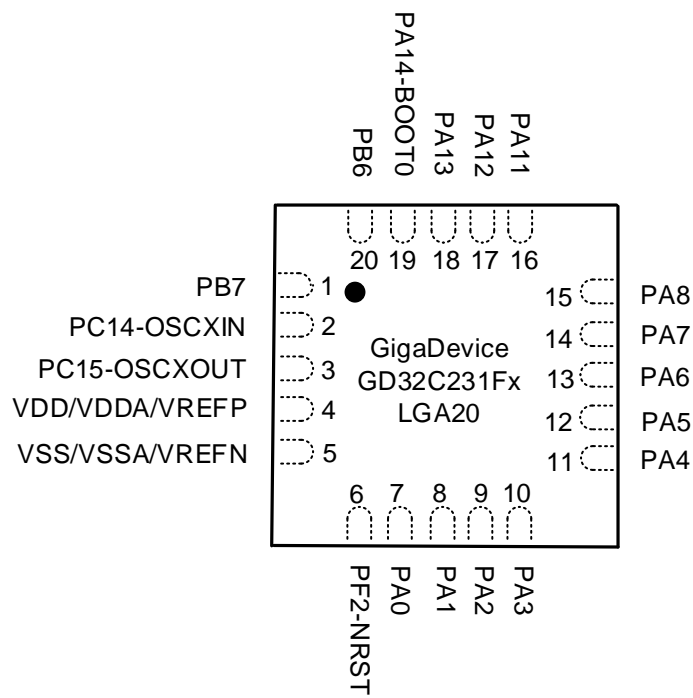 PB6
PA14-BOOT0
PA13
PA12
PA11
20
19
18
17
16
PB7
1
PC14-OSCXIN
2
PC15-OSCXOUT
3
VDD/VDDA/VREFP
4
VSS/VSSA/VREFN
5
GigaDevice
GD32C231Fx
LGA20
15
PA8
14
PA7
13
PA6
12
PA5
11
PA4
6
7
8
9
10
PF2-NRST
PA0
PA1
PA2
PA3